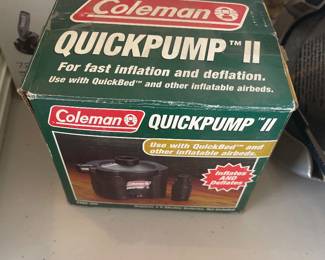 Coleman
QUICKPUMP™ II
For fast inflation and deflation.
Use with QuickBed™ and other inflatable airbeds.
Coleman
QUICKPUMP™ II
Use with QuickBed™ and
other inflatable airbeds.
Inflates
AND
Deflates